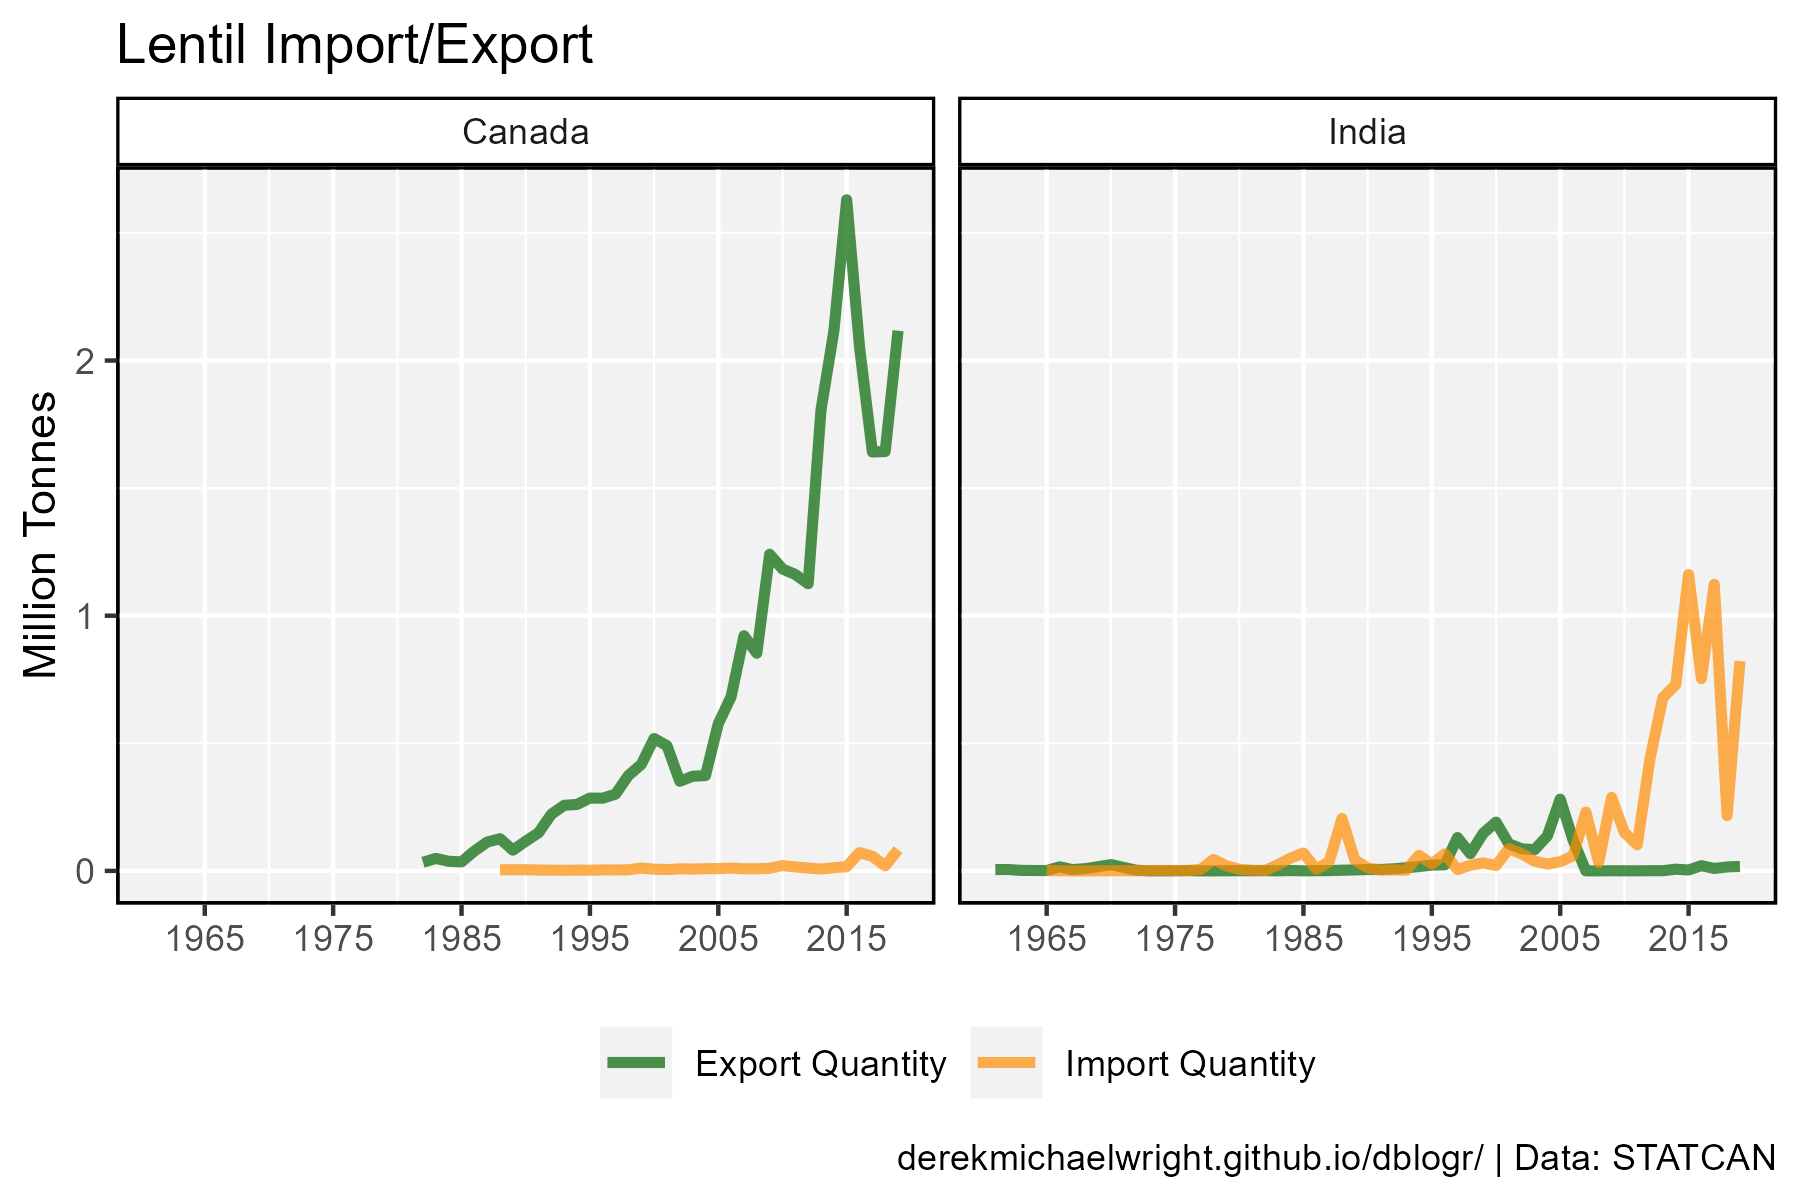 Lentil Import/Export
Canada
India
Million Tonnes
2
1
0
1965 1975 1985 1995 2005 2015
1965 1975 1985 1995 2005 2015
Export Quantity
Import Quantity
derekmichaelwright.github.io/dblogr/ | Data: STATCAN